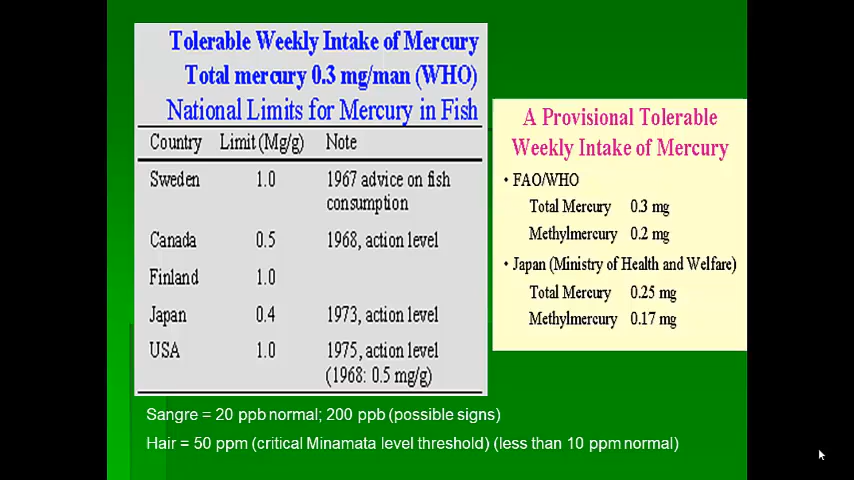 Tolerable Weekly Intake of Mercury
Total mercury 0.3 mg/man (WHO)
National Limits for Mercury in Fish
Country Limit (Mg/g) Note
Sweden 1.0 1967 advice on fish
consumption
Canada 0.5 1968, action level
Finland 1.0
Japan 0.4 1973, action level
USA 1.0 1975, action level
(1968: 0.5 mg/g)
A Provisional Tolerable
Weekly Intake of Mercury
• FAO/WHO
Total Mercury 0.3 mg
Methylmercury 0.2 mg
• Japan (Ministry of Health and Welfare)
Total Mercury 0.25 mg
Methylmercury 0.17 mg
Sangre = 20 ppb normal; 200 ppb (possible signs)
Hair = 50 ppm (critical Minamata level threshold) (less than 10 ppm normal)